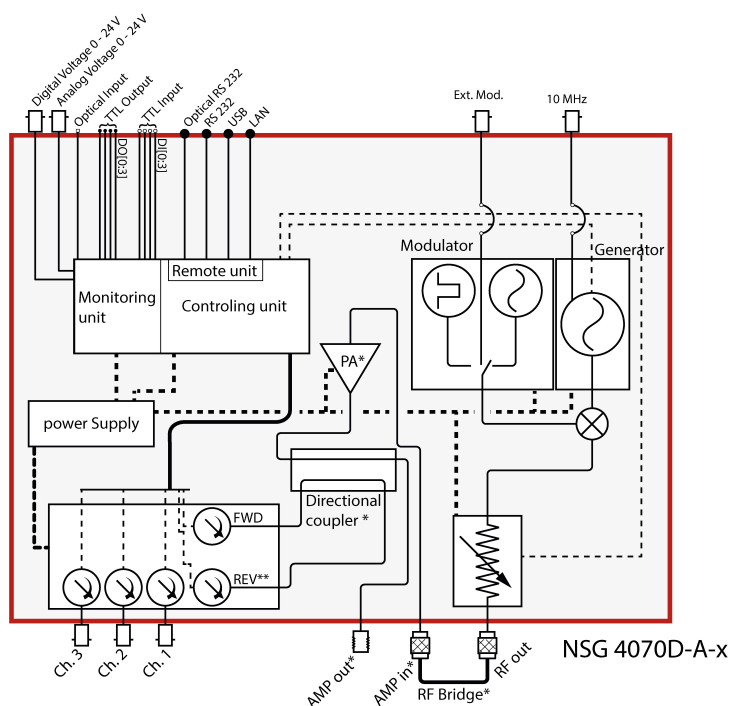 Digital Voltage 0 - 24 V
Analog Voltage 0 - 24 V
Optical Input
TTL Output
TTL Input
Optical RS 232
RS 232
USB
LAN
Ext. Mod.
10 MHz
DO[0:3]
DI[0:3]
Modulator
Generator
Remote unit
Monitoring
unit
Controling unit
PA*
power Supply
Directional
coupler *
FWD
REV**
Ch. 3
Ch. 2
Ch. 1
AMP out*
AMP in*
RF out
RF Bridge*
NSG 4070D-A-x